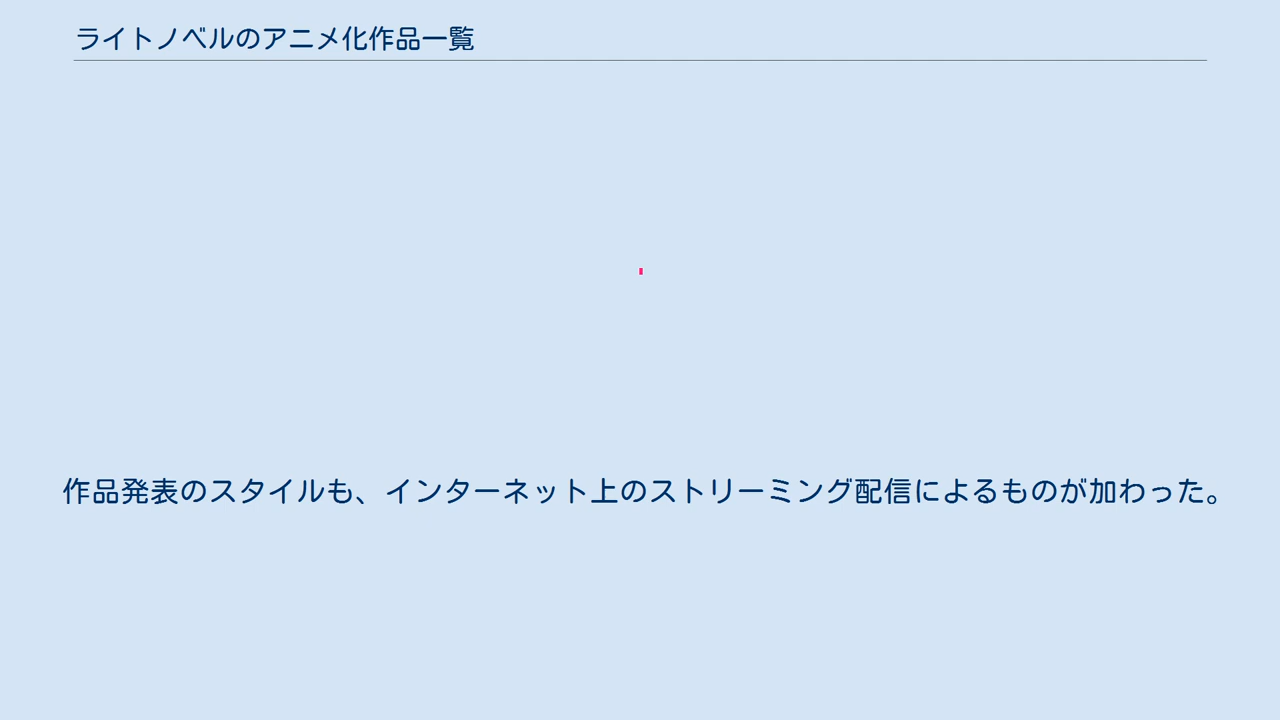 ライトノベルのアニメ化作品一覧
作品発表のスタイルも、インターネット上のストリーミング配信によるものが加わった。